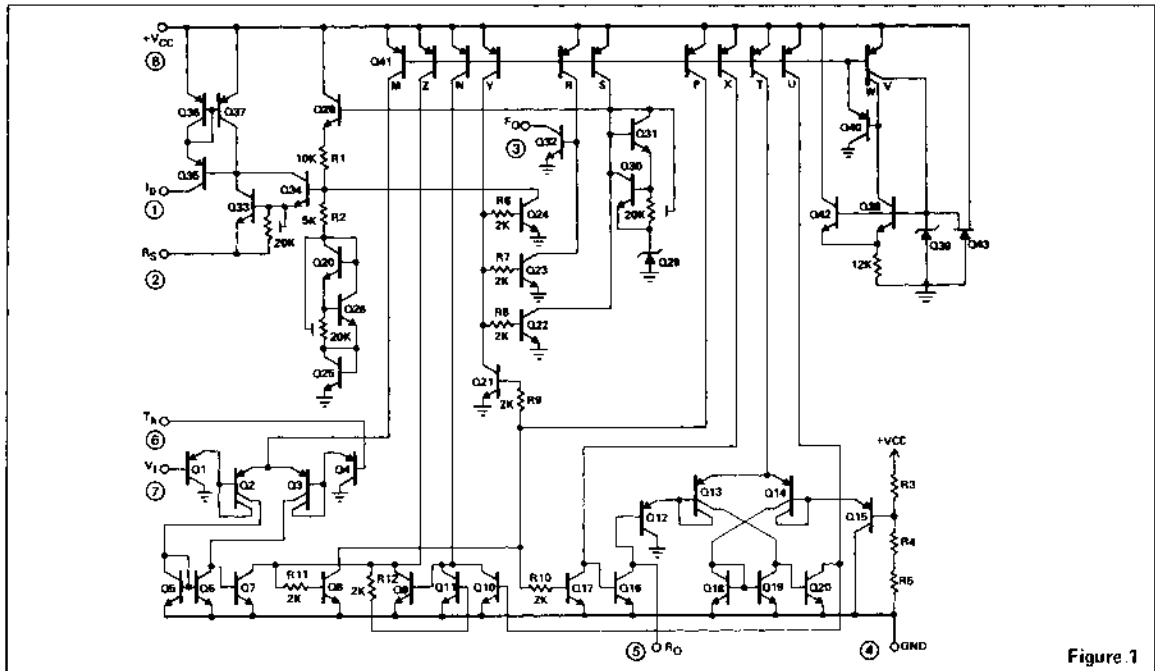 +VCC
8
Q41
M
Z
N
Y
R
S
P
X
T
U
W
V
Q36
Q37
Q28
FO
3
Q32
Q31
Q40
10K
R1
Q35
Q34
Q30
20K
ID
1
Q33
5K
R2
R6
2K
Q24
Q42
Q38
20K
Q29
Q39
Q43
RS
2
R7
2K
Q23
12K
Q20
Q26
R8
2K
Q22
20K
Q25
Q21
2K
R9
TR
6
+VCC
V1
7
Q1
Q2
Q3
Q4
R3
Q13
Q14
Q12
Q15
R4
R12
2K
R5
Q5
Q6
Q7
R11
2K
Q8
Q9
Q11
Q10
R10
2K
Q17
Q16
Q18
Q19
Q20
5
RO
4
GND
Figure 1